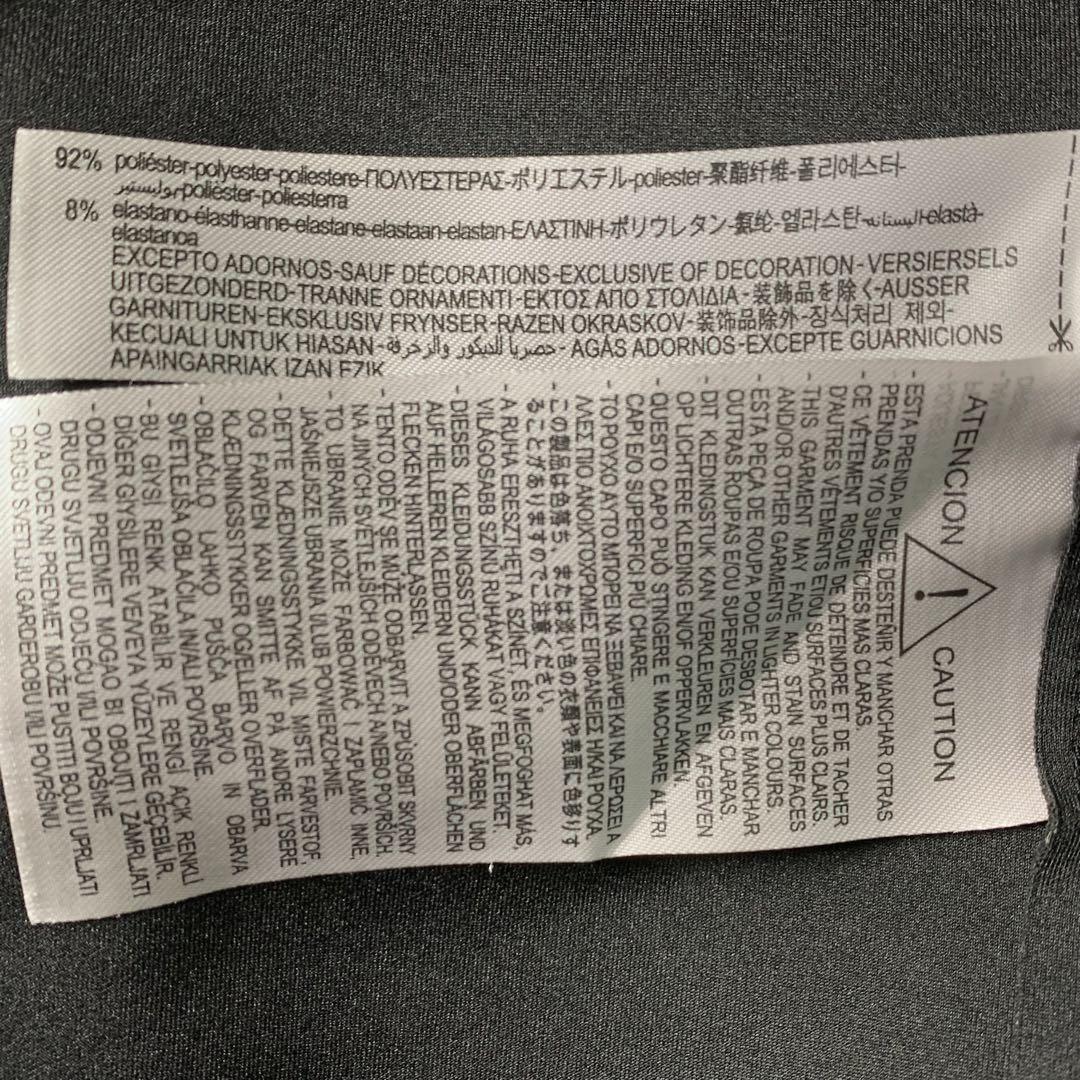 92% poliéster-polyester-poliestere-ΠΟΛΥΕΣΤΕΡΑΣ-ポリエステル-poliester-聚酯纤维-폴리에스터-
بوليستير-polièster-poliesterra
8% elastano-élasthanne-elastane-elastaan-elastan-ΕΛΑΣΤΙΝΗ-ポリウレタン-氨纶-엘라스탄-elastà-
elastanoa
EXCEPTO ADORNOS-SAUF DÉCORATIONS-EXCLUSIVE OF DECORATION-VERSIERSELS
UITGEZONDERD-TRANNE ORNAMENTI-ΕΚΤΟΣ ΑΠΟ ΣΤΟΛΙΔΙΑ-装飾品を除く-AUSSER
GARNITUREN-EKSKLUSIV FRYNSER-RAZEN OKRASKOV-装饰品除外-장식처리 제외-
KECUALI UNTUK HIASAN-حصريا للديكور والزخرفة-AGÁS ADORNOS-EXCEPTE GUARNICIONS
APAINGARRIAK IZAN EZIK
ATENCION ! CAUTION
- ESTA PRENDA PUEDE DESTEÑIR Y MANCHAR OTRAS
PRENDAS Y/O SUPERFICIES MAS CLARAS.
- CE VÊTEMENT RISQUE DE DÉTEINDRE ET DE TACHER
D'AUTRES VÊTEMENTS ET/OU SURFACES PLUS CLAIRS.
- THIS GARMENT MAY FADE AND STAIN SURFACES
AND/OR OTHER GARMENTS IN LIGHTER COLOURS.
- ESTA PEÇA DE ROUPA PODE DESBOTAR E MANCHAR
OUTRAS ROUPAS E/OU SUPERFÍCIES MAIS CLARAS.
- DIT KLEDINGSTUK KAN VERKLEUREN EN AFGEVEN
OP LICHTERE KLEDING EN/OF OPPERVLAKKEN.
- QUESTO CAPO PUÒ STINGERE E MACCHIARE ALTRI
CAPI E/O SUPERFICI PIÙ CHIARE.
- ΤΟ ΡΟΥΧΟ ΑΥΤΟ ΜΠΟΡΕΙ ΝΑ ΞΕΒΑΨΕΙ ΚΑΙ ΝΑ ΛΕΡΩΣΕΙ Α
ΛΛΕΣ ΠΙΟ ΑΝΟΙΧΤΟΧΡΩΜΕΣ ΕΠΙΦΑΝΕΙΕΣ Η/ΚΑΙ ΡΟΥΧΑ.
- この製品は色落ち、または淡い色の衣類や表面に色移りす
ることがありますのでご注意ください。
- A RUHA ERESZTHETI A SZÍNÉT, ÉS MEGFOGHAT MÁS,
VILÁGOSABB SZÍNŰ RUHÁKAT VAGY FELÜLETEKET.
- DIESES KLEIDUNGSSTÜCK KANN ABFÄRBEN UND
AUF HELLEREN KLEIDERN UND/ODER OBERFLÄCHEN
FLECKEN HINTERLASSEN.
- TENTO ODĚV SE MŮŽE ODBARVIT A ZPŮSOBIT SKVRNY
NA JINÝCH SVĚTLEJŠÍCH ODĚVECH A/NEBO POVRŠÍCH.
- TO UBRANIE MOŻE FARBOWAĆ I ZAPLAMIĆ INNE,
JAŚNIEJSZE UBRANIA I/LUB POWIERZCHNIE.
- DETTE KLÆDNINGSSTYKKE VIL MISTE FARVESTOF,
OG FARVEN KAN SMITTE AF PÅ ANDRE LYSERE
KLÆDNINGSSTYKKER OG/ELLER OVERFLADER.
- OBLAČILO LAHKO PUŠČA BARVO IN OBARVA
SVETLEJŠA OBLAČILA IN/ALI POVRŠINE.
- BU GİYSİ RENK ATABİLİR VE RENGİ AÇIK RENKLİ
DİĞER GİYSİLERE VE/VEYA YÜZEYLERE GEÇEBİLİR.
- ODJEVNI PREDMET MOGAO BI OBOJITI I ZAMRLJATI
DRUGU SVJETLIJU ODJEĆU I/ILI POVRŠINE.
- OVAJ ODEVNI PREDMET MOŽE PUSTITI BOJU I UPRLJATI
DRUGU SVETLIJU GARDEROBU I/ILI POVRŠINU.